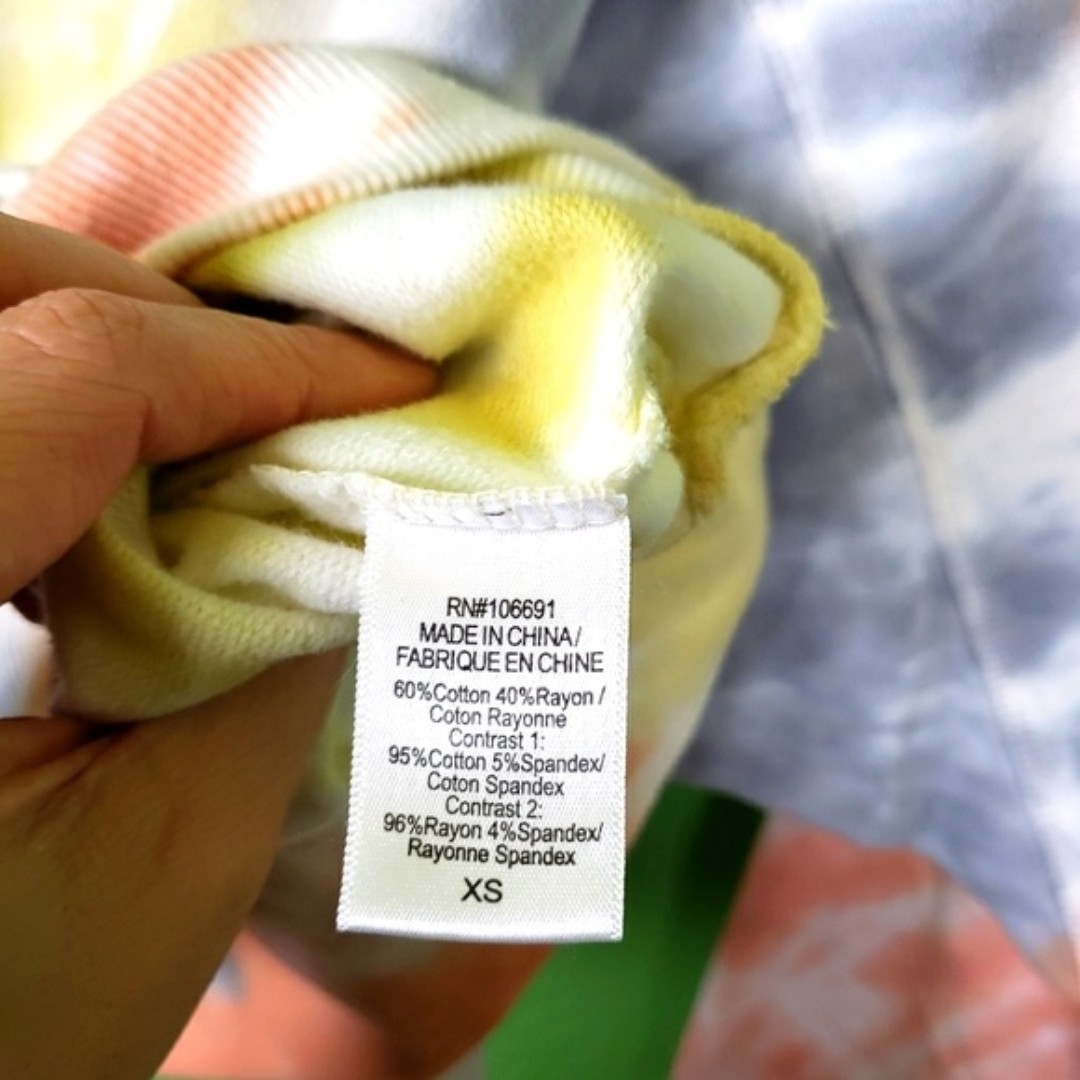 RN#106691
MADE IN CHINA/
FABRIQUE EN CHINE
60%Cotton 40%Rayon /
Coton Rayonne
Contrast 1:
95%Cotton 5%Spandex/
Coton Spandex
Contrast 2:
96%Rayon 4%Spandex/
Rayonne Spandex
XS